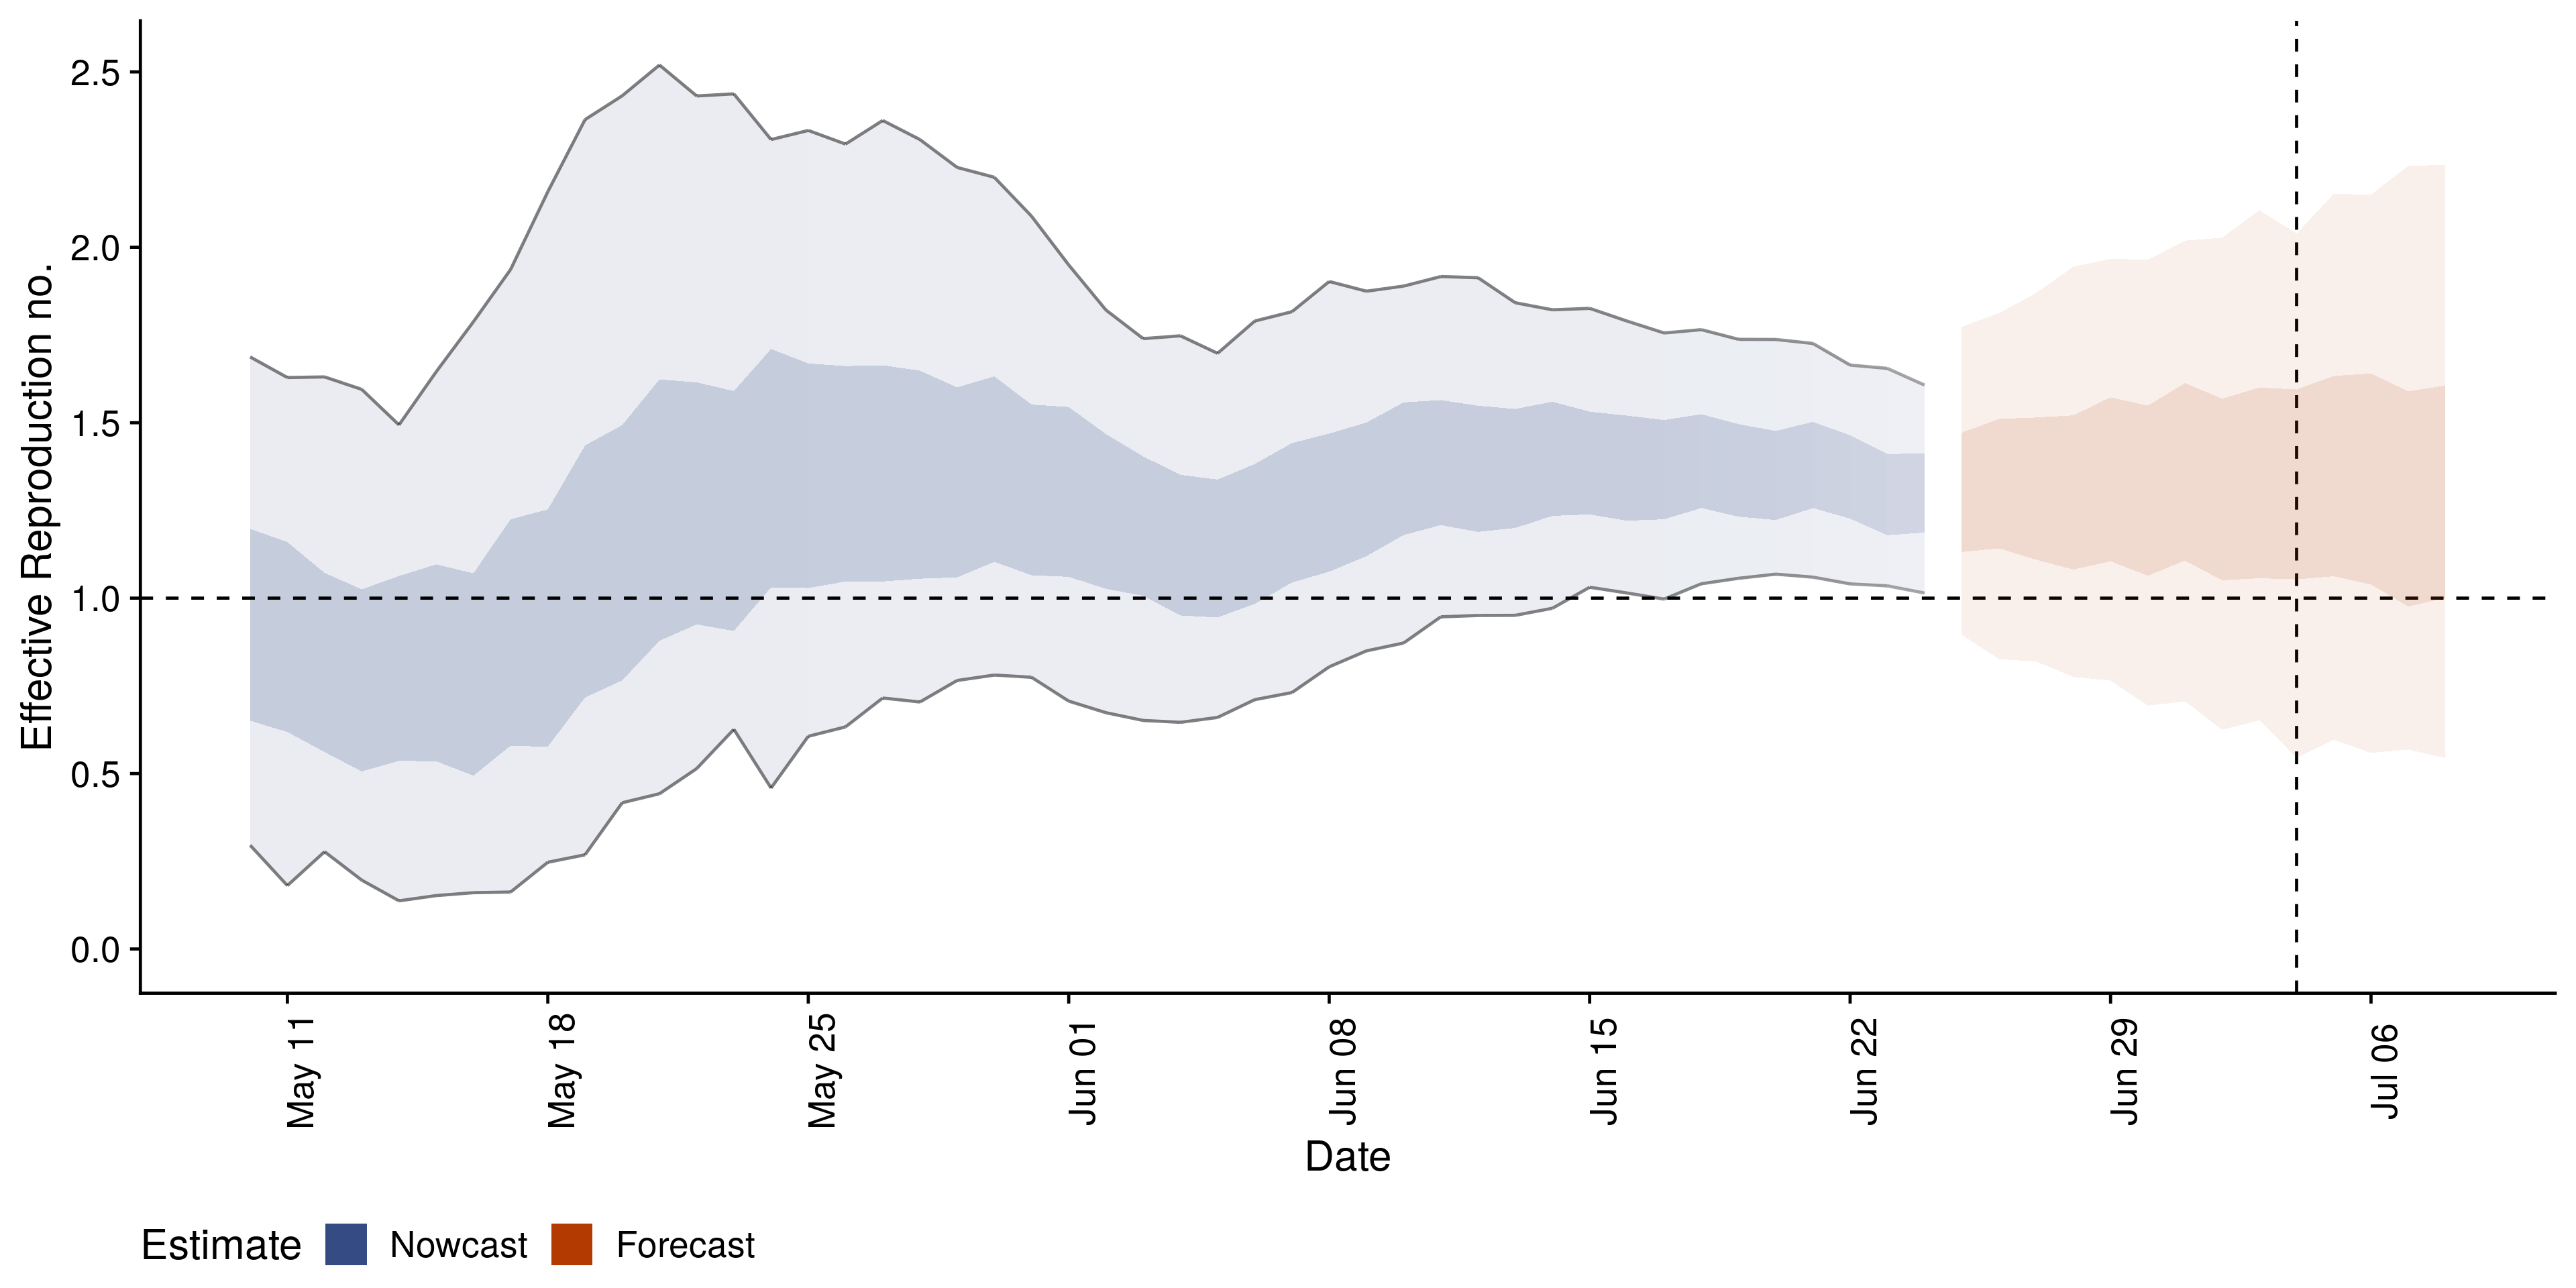 Effective Reproduction no.
2.5
2.0
1.5
1.0
0.5
0.0
May 11
May 18
May 25
Jun 01
Jun 08
Jun 15
Jun 22
Jun 29
Jul 06
Date
Estimate Nowcast Forecast